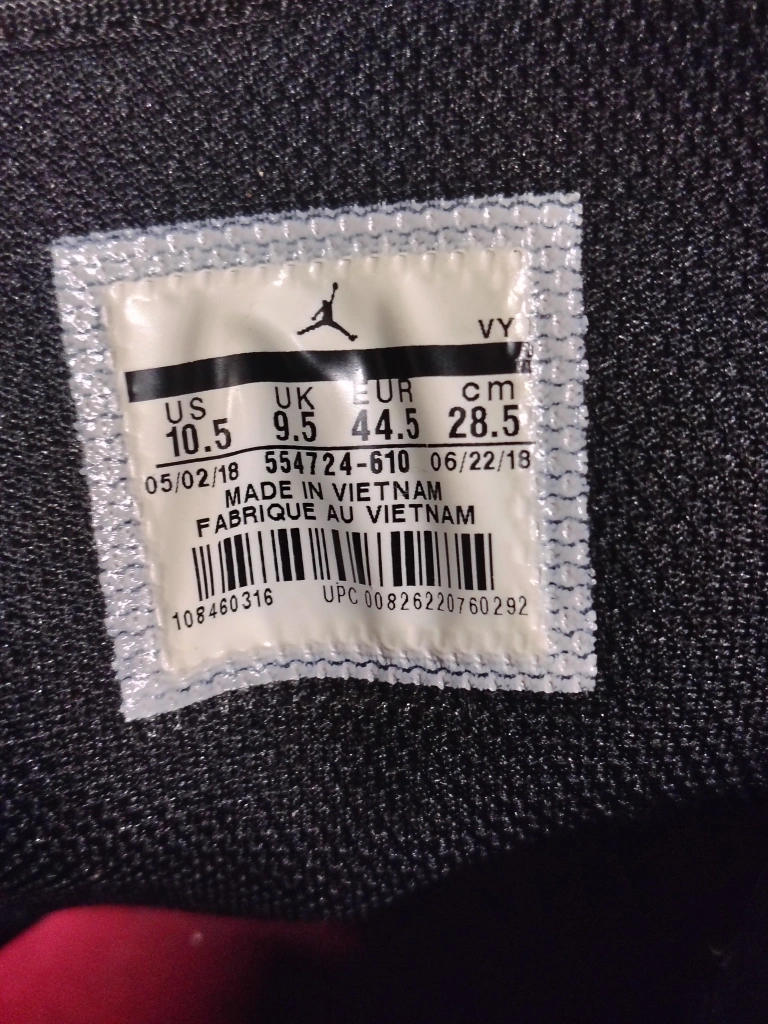 VY
US UK EUR cm
10.5 9.5 44.5 28.5
05/02/18 554724-610 06/22/18
MADE IN VIETNAM
FABRIQUE AU VIETNAM
108460316 UPC 00826220760292